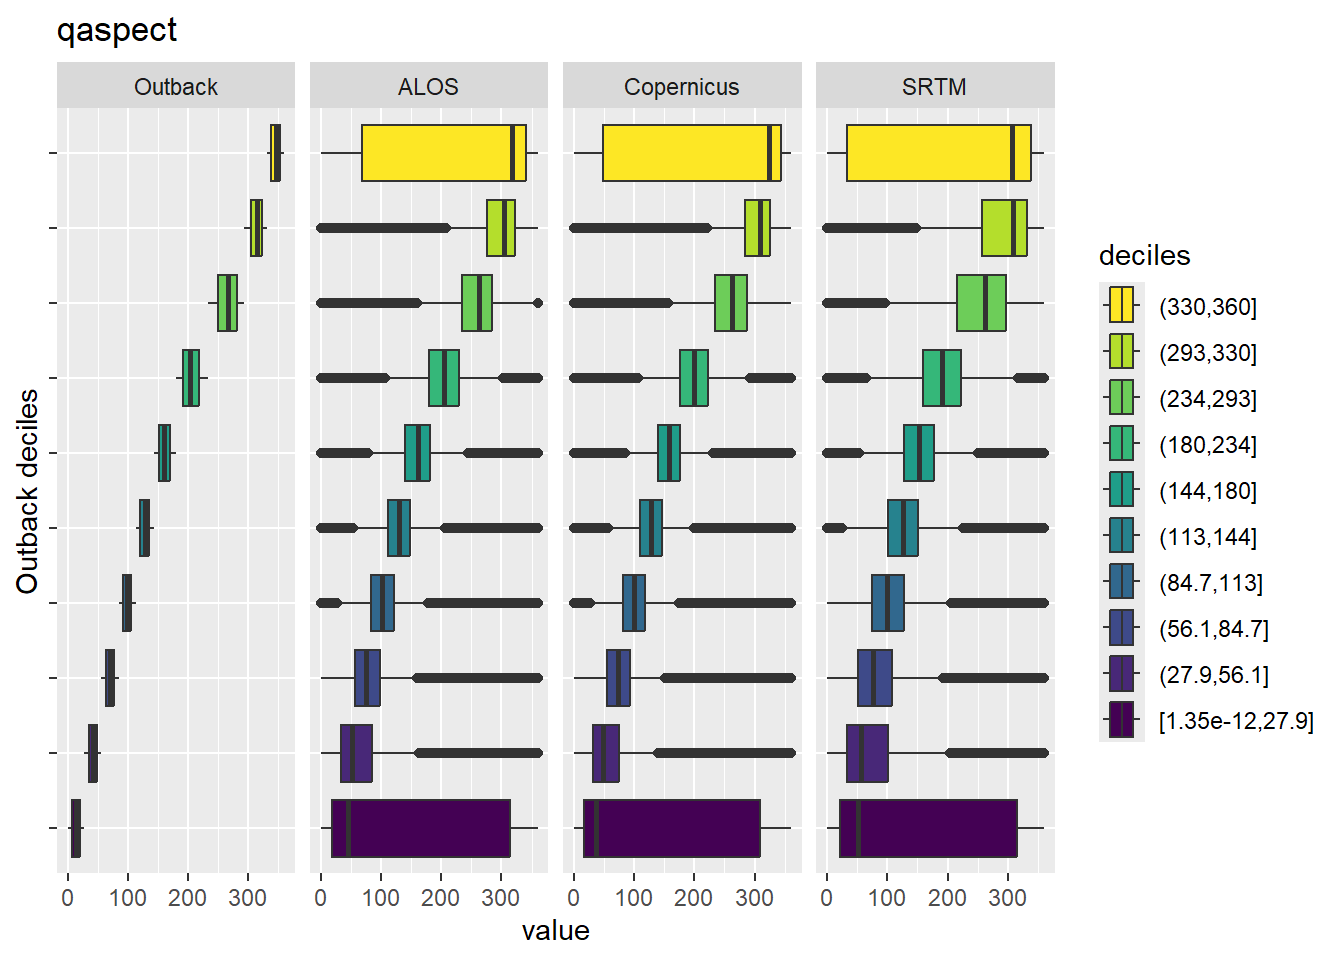 qaspect
Outback
ALOS
Copernicus
SRTM
Outback deciles
0 100 200 300
0 100 200 300
0 100 200 300
0 100 200 300
value
deciles
(330,360]
(293,330]
(234,293]
(180,234]
(144,180]
(113,144]
(84.7,113]
(56.1,84.7]
(27.9,56.1]
[1.35e-12,27.9]